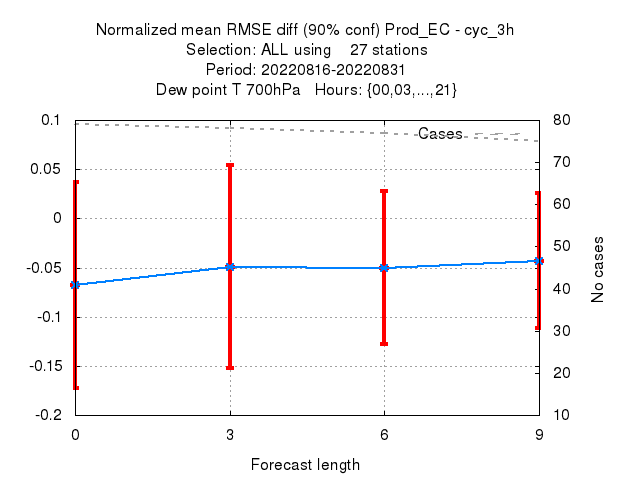 Normalized mean RMSE diff (90% conf) Prod_EC - cyc_3h
Selection: ALL using    27 stations
Period: 20220816-20220831
Dew point T 700hPa   Hours: {00,03,...,21}
Cases
0.1
0.05
0
-0.05
-0.1
-0.15
-0.2
80
70
60
50
40
30
20
10
No cases
0
3
6
9
Forecast length